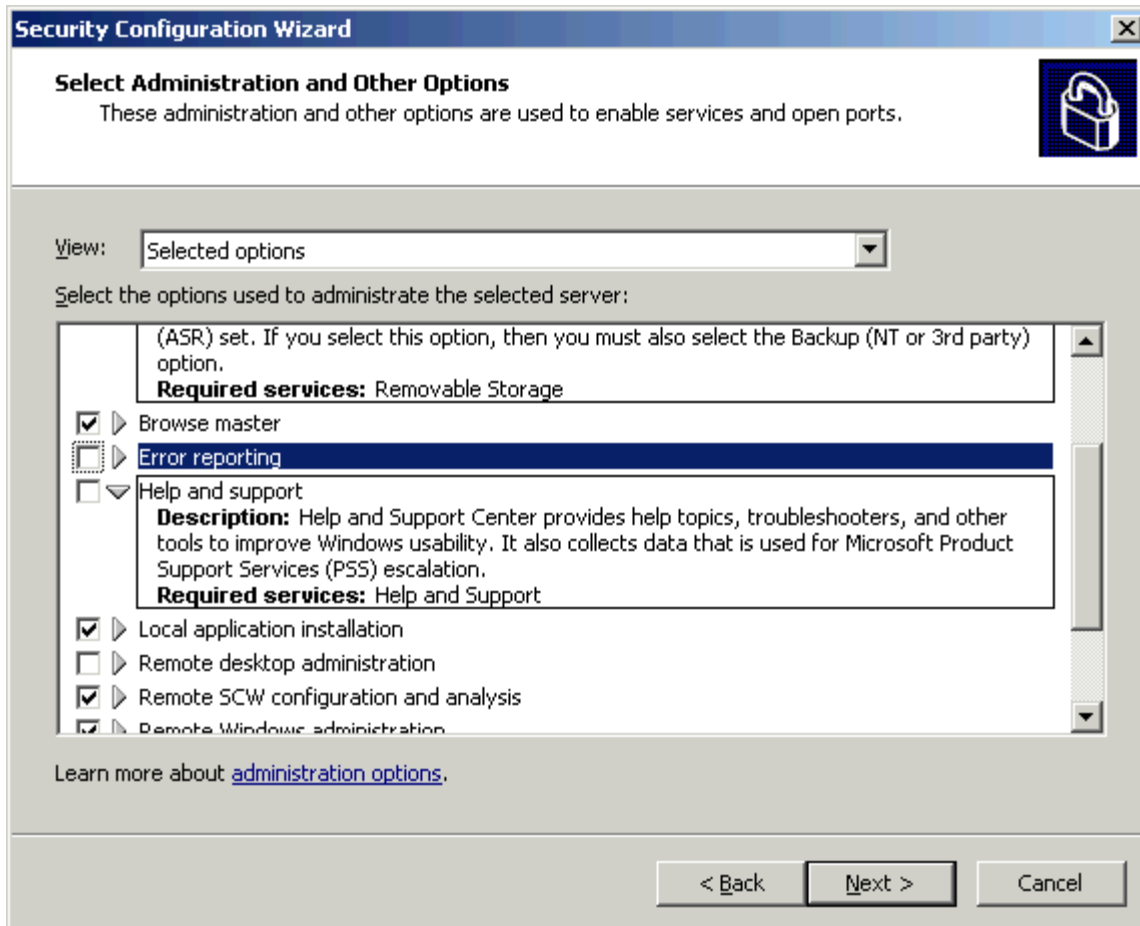 Security Configuration Wizard
Select Administration and Other Options
These administration and other options are used to enable services and open ports.
View:
Selected options
Select the options used to administrate the selected server:
(ASR) set. If you select this option, then you must also select the Backup (NT or 3rd party)
option.
Required services: Removable Storage
Browse master
Error reporting
Help and support
Description: Help and Support Center provides help topics, troubleshooters, and other
tools to improve Windows usability. It also collects data that is used for Microsoft Product
Support Services (PSS) escalation.
Required services: Help and Support
Local application installation
Remote desktop administration
Remote SCW configuration and analysis
Remote Windows administration
Learn more about administration options.
< Back
Next >
Cancel